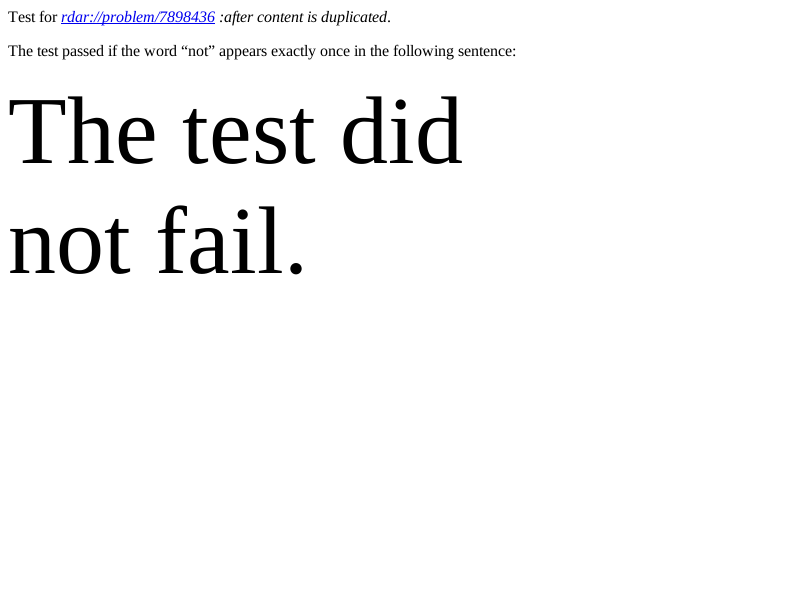 Test for rdar://problem/7898436 :after content is duplicated.
The test passed if the word “not” appears exactly once in the following sentence:
The test did
not fail.